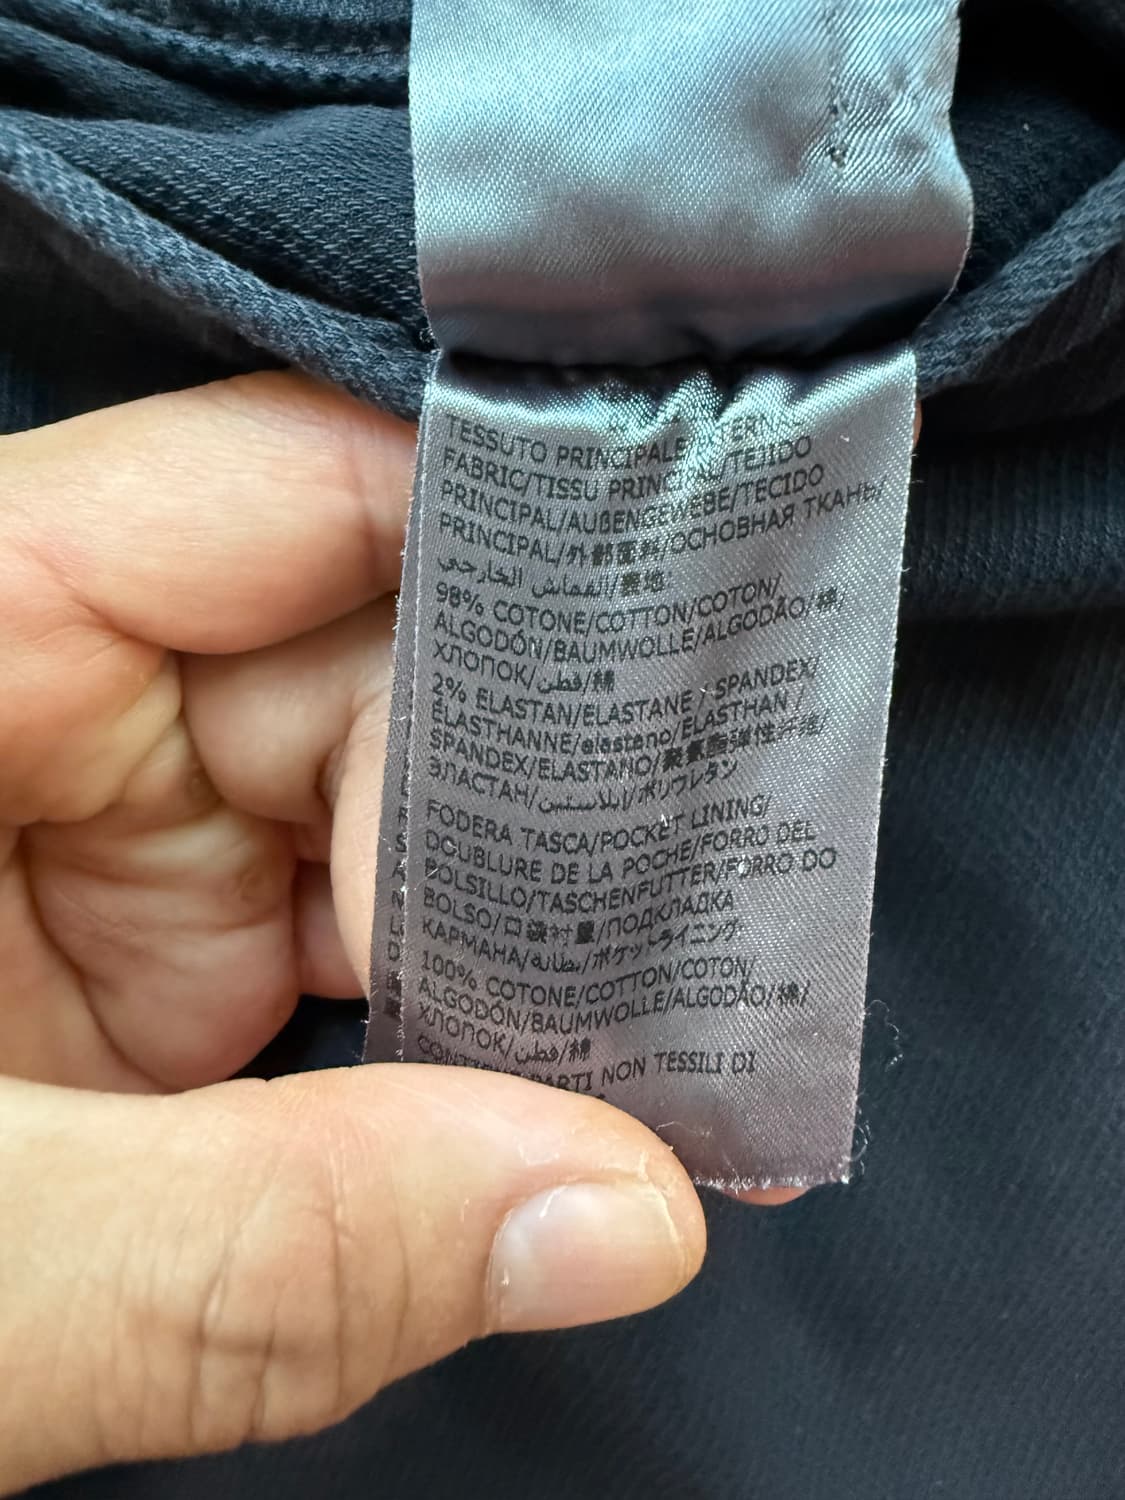 TESSUTO PRINCIPALE/EXTERNAL
FABRIC/TISSU PRINCIPAL/TEJIDO
PRINCIPAL/AUßENGEWEBE/TECIDO
PRINCIPAL/外部面料/ОСНОВНАЯ ТКАНЬ/
القماش الخارجي/表地
98% COTONE/COTTON/COTON/
ALGODÓN/BAUMWOLLE/ALGODÃO/棉/
ХЛОПОК/قطن/綿
2% ELASTAN/ELASTANE - SPANDEX/
ÉLASTHANNE/elastano/ELASTHAN /
SPANDEX/ELASTANO/聚氨酯弹性纤维/
ЭЛАСТАН/إيلاستين/ポリウレタン
FODERA TASCA/POCKET LINING/
DOUBLURE DE LA POCHE/FORRO DEL
BOLSILLO/TASCHENFUTTER/FORRO DO
BOLSO/口袋衬里/ПОДКЛАДКА
КАРМАНА/بطانة/ポケットライニング
100% COTONE/COTTON/COTON/
ALGODÓN/BAUMWOLLE/ALGODÃO/棉/
ХЛОПОК/قطن/綿
PARTI NON TESSILI DI